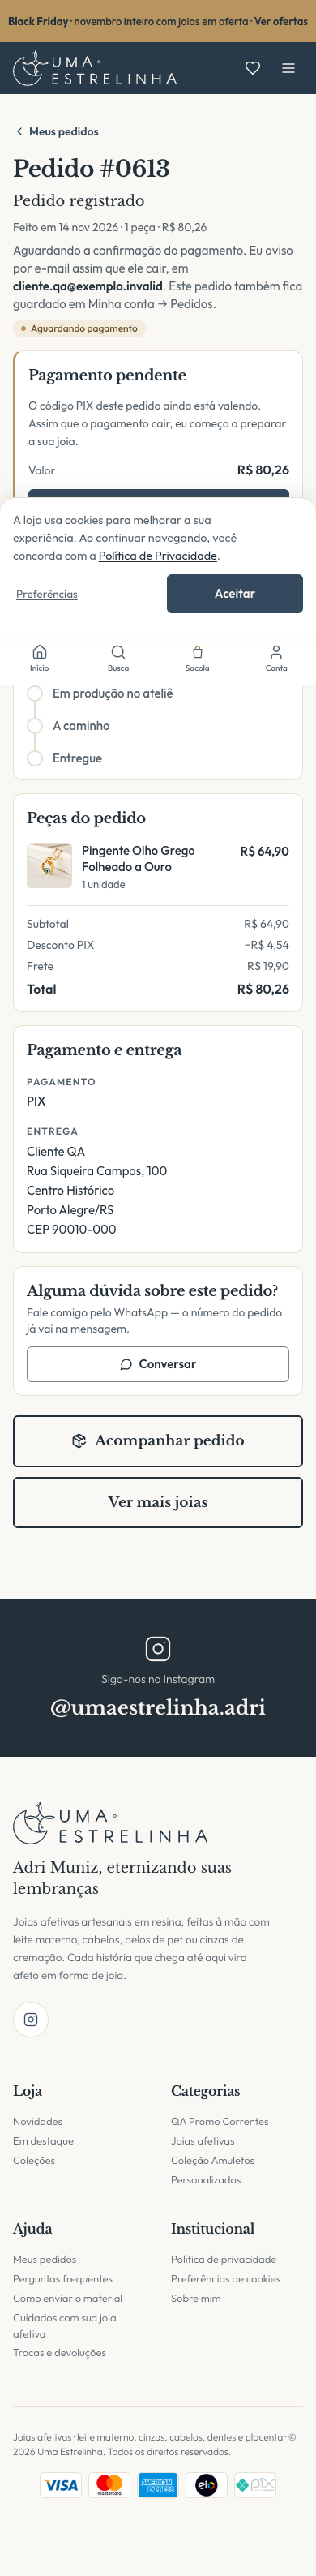 Black Friday · novembro inteiro com joias em oferta · Ver ofertas
UMA
ESTRELINHA
Meus pedidos
Pedido #0613
Pedido registrado
Feito em 14 nov 2026 · 1 peça · R$ 80,26
Aguardando a confirmação do pagamento. Eu aviso
por e-mail assim que ele cair, em
cliente.qa@exemplo.invalid. Este pedido também fica
guardado em Minha conta → Pedidos.
Aguardando pagamento
Pagamento pendente
O código PIX deste pedido ainda está valendo.
Assim que o pagamento cair, eu começo a preparar
a sua joia.
Valor R$ 80,26
A loja usa cookies para melhorar a sua
experiência. Ao continuar navegando, você
concorda com a Política de Privacidade.
Preferências Aceitar
Início Busca Sacola Conta
Em produção no ateliê
A caminho
Entregue
Peças do pedido
Pingente Olho Grego R$ 64,90
Folheado a Ouro
1 unidade
Subtotal R$ 64,90
Desconto PIX −R$ 4,54
Frete R$ 19,90
Total R$ 80,26
Pagamento e entrega
PAGAMENTO
PIX
ENTREGA
Cliente QA
Rua Siqueira Campos, 100
Centro Histórico
Porto Alegre/RS
CEP 90010-000
Alguma dúvida sobre este pedido?
Fale comigo pelo WhatsApp — o número do pedido
já vai na mensagem.
Conversar
Acompanhar pedido
Ver mais joias
Siga-nos no Instagram
@umaestrelinha.adri
UMA
ESTRELINHA
Adri Muniz, eternizando suas
lembranças
Joias afetivas artesanais em resina, feitas à mão com
leite materno, cabelos, pelos de pet ou cinzas de
cremação. Cada história que chega até aqui vira
afeto em forma de joia.
Loja
Novidades
Em destaque
Coleções
Categorias
QA Promo Correntes
Joias afetivas
Coleção Amuletos
Personalizados
Ajuda
Meus pedidos
Perguntas frequentes
Como enviar o material
Cuidados com sua joia
afetiva
Trocas e devoluções
Institucional
Política de privacidade
Preferências de cookies
Sobre mim
Joias afetivas · leite materno, cinzas, cabelos, dentes e placenta · ©
2026 Uma Estrelinha. Todos os direitos reservados.
VISA mastercard AMERICAN EXPRESS elo pix